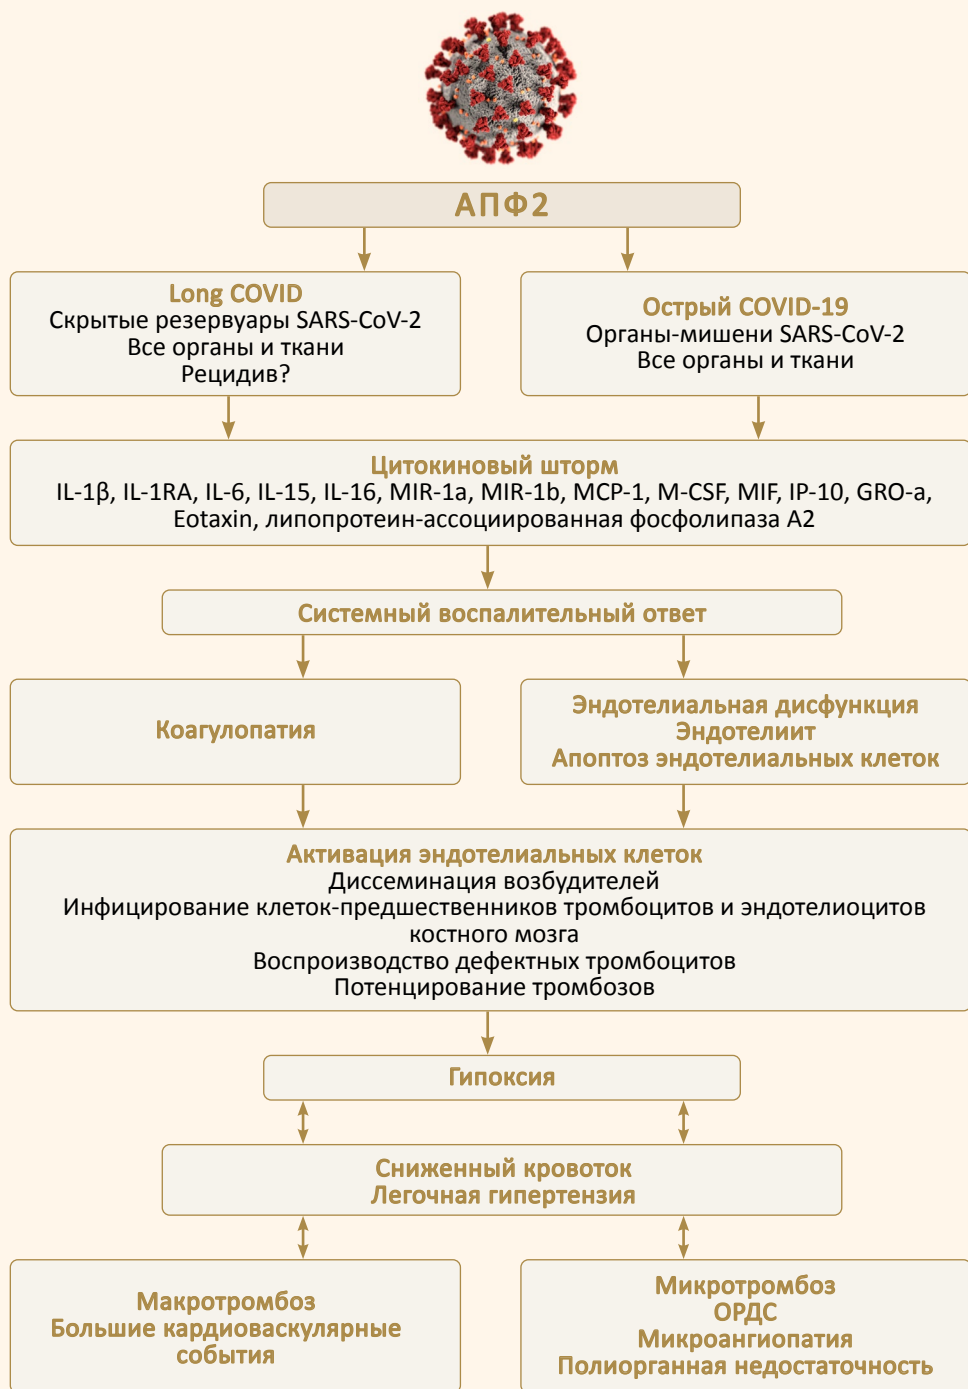 АПФ2
Long COVID
Скрытые резервуары SARS-CoV-2
Все органы и ткани
Рецидив?
Острый COVID-19
Органы-мишени SARS-CoV-2
Все органы и ткани
Цитокиновый шторм
IL-1β, IL-1RA, IL-6, IL-15, IL-16, MIR-1a, MIR-1b, MCP-1, M-CSF, MIF, IP-10, GRO-a,
Eotaxin, липопротеин-ассоциированная фосфолипаза А2
Системный воспалительный ответ
Коагулопатия
Эндотелиальная дисфункция
Эндотелиит
Апоптоз эндотелиальных клеток
Активация эндотелиальных клеток
Диссеминация возбудителей
Инфицирование клеток-предшественников тромбоцитов и эндотелиоцитов
костного мозга
Воспроизводство дефектных тромбоцитов
Потенцирование тромбозов
Гипоксия
Сниженный кровоток
Легочная гипертензия
Макротромбоз
Большие кардиоваскулярные
события
Микротромбоз
ОРДС
Микроангиопатия
Полиорганная недостаточность